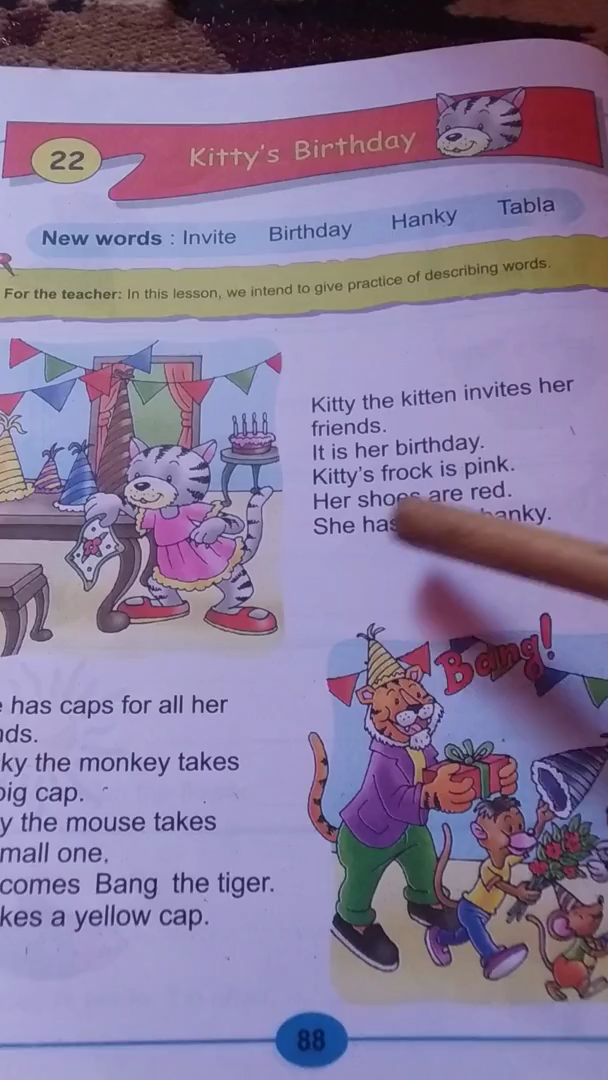 22
Kitty's Birthday
New words : Invite Birthday Hanky Tabla
For the teacher: In this lesson, we intend to give practice of describing words.
Kitty the kitten invites her
friends.
It is her birthday.
Kitty's frock is pink.
Her shoes are red.
She has hanky.
Bang!
has caps for all her
nds.
ky the monkey takes
big cap.
y the mouse takes
mall one.
comes Bang the tiger.
kes a yellow cap.
88